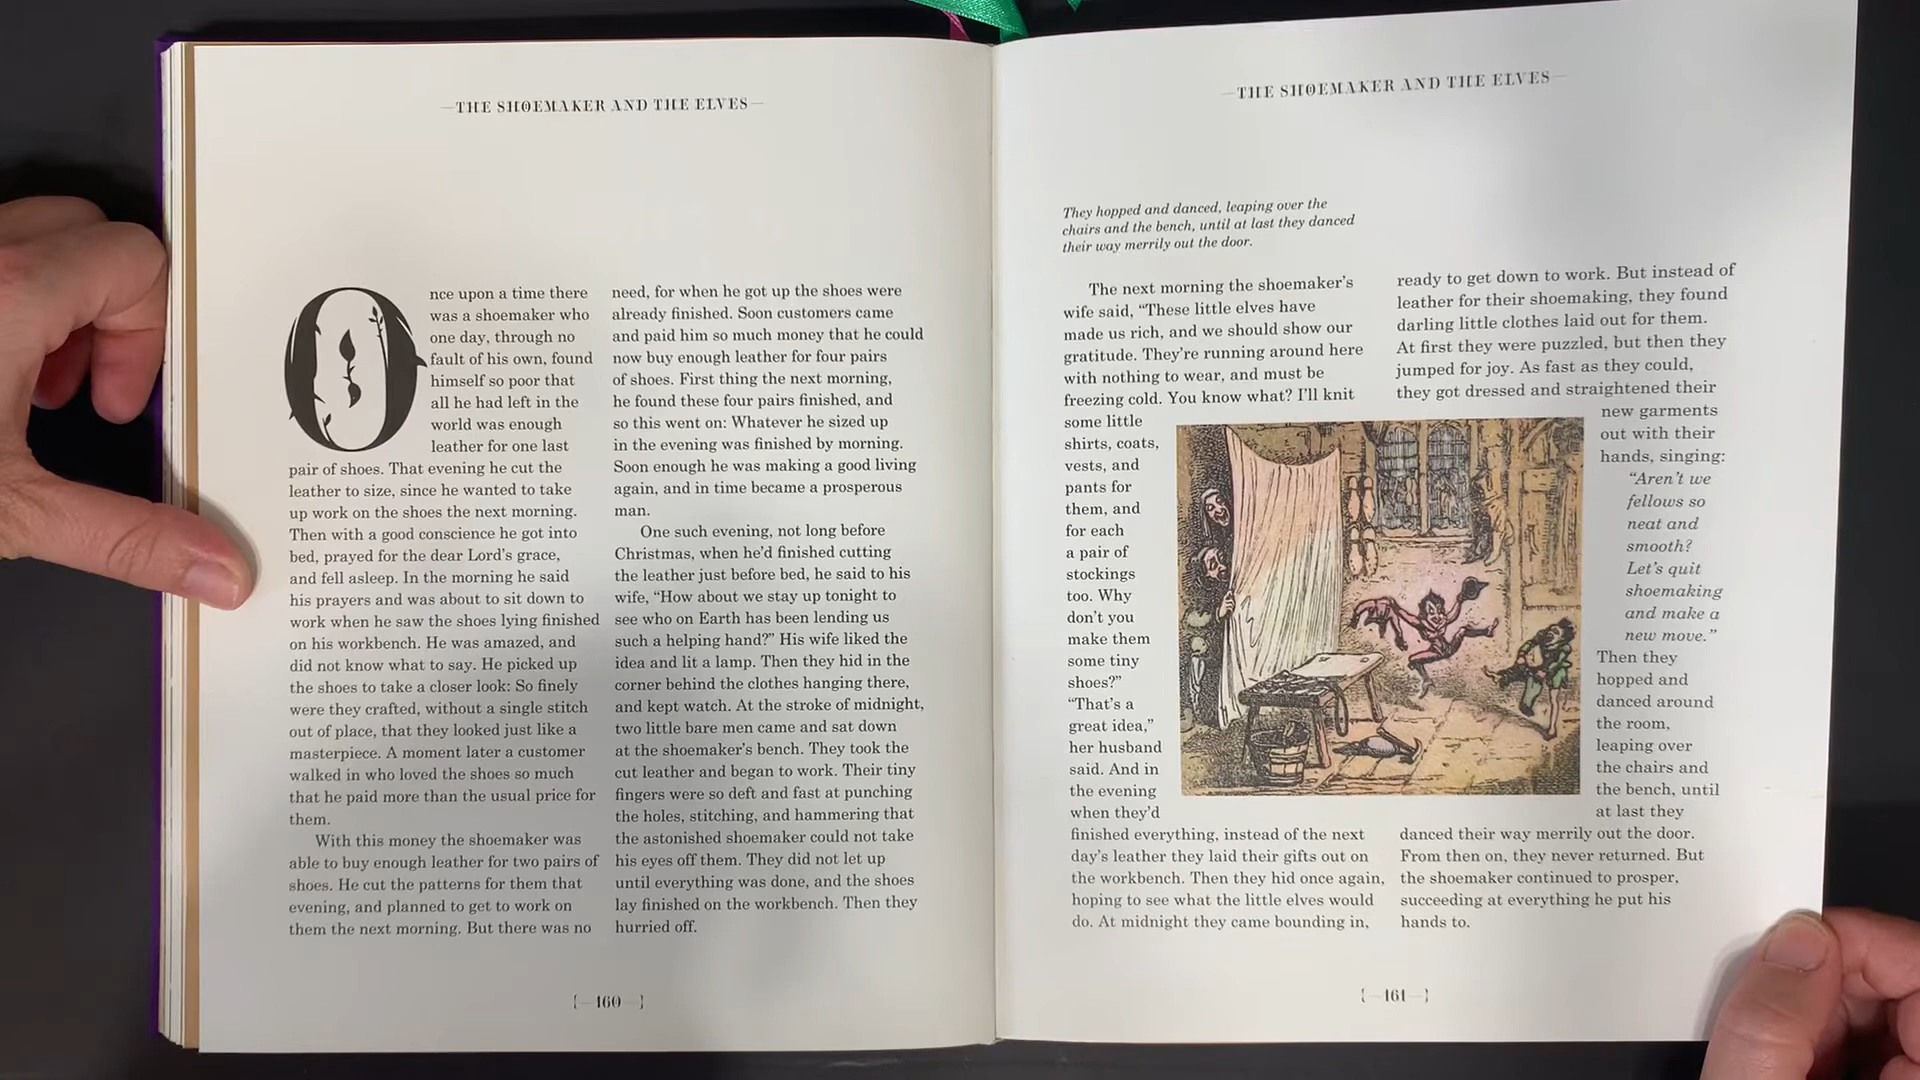 —THE SHOEMAKER AND THE ELVES—
Once upon a time there
was a shoemaker who
one day, through no
fault of his own, found
himself so poor that
all he had left in the
world was enough
leather for one last
pair of shoes. That evening he cut the
leather to size, since he wanted to take
up work on the shoes the next morning.
Then with a good conscience he got into
bed, prayed for the dear Lord's grace,
and fell asleep. In the morning he said
his prayers and was about to sit down to
work when he saw the shoes lying finished
on his workbench. He was amazed, and
did not know what to say. He picked up
the shoes to take a closer look: So finely
were they crafted, without a single stitch
out of place, that they looked just like a
masterpiece. A moment later a customer
walked in who loved the shoes so much
that he paid more than the usual price for
them.
With this money the shoemaker was
able to buy enough leather for two pairs of
shoes. He cut the patterns for them that
evening, and planned to get to work on
them the next morning. But there was no
need, for when he got up the shoes were
already finished. Soon customers came
and paid him so much money that he could
now buy enough leather for four pairs
of shoes. First thing the next morning,
he found these four pairs finished, and
so this went on: Whatever he sized up
in the evening was finished by morning.
Soon enough he was making a good living
again, and in time became a prosperous
man.
One such evening, not long before
Christmas, when he'd finished cutting
the leather just before bed, he said to his
wife, “How about we stay up tonight to
see who on Earth has been lending us
such a helping hand?” His wife liked the
idea and lit a lamp. Then they hid in the
corner behind the clothes hanging there,
and kept watch. At the stroke of midnight,
two little bare men came and sat down
at the shoemaker's bench. They took the
cut leather and began to work. Their tiny
fingers were so deft and fast at punching
the holes, stitching, and hammering that
the astonished shoemaker could not take
his eyes off them. They did not let up
until everything was done, and the shoes
lay finished on the workbench. Then they
hurried off.
{—160—}
—THE SHOEMAKER AND THE ELVES—
They hopped and danced, leaping over the
chairs and the bench, until at last they danced
their way merrily out the door.
The next morning the shoemaker's
wife said, “These little elves have
made us rich, and we should show our
gratitude. They're running around here
with nothing to wear, and must be
freezing cold. You know what? I'll knit
some little
shirts, coats,
vests, and
pants for
them, and
for each
a pair of
stockings
too. Why
don't you
make them
some tiny
shoes?”
“That's a
great idea,”
her husband
said. And in
the evening
when they'd
finished everything, instead of the next
day's leather they laid their gifts out on
the workbench. Then they hid once again,
hoping to see what the little elves would
do. At midnight they came bounding in,
ready to get down to work. But instead of
leather for their shoemaking, they found
darling little clothes laid out for them.
At first they were puzzled, but then they
jumped for joy. As fast as they could,
they got dressed and straightened their
new garments
out with their
hands, singing:
“Aren't we
fellows so
neat and
smooth?
Let's quit
shoemaking
and make a
new move.”
Then they
hopped and
danced around
the room,
leaping over
the chairs and
the bench, until
at last they
danced their way merrily out the door.
From then on, they never returned. But
the shoemaker continued to prosper,
succeeding at everything he put his
hands to.
{—161—}